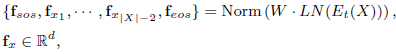 {f_{sos}, f_{x_1}, ⋯, f_{x_{|X|-2}}, f_{eos}} = Norm (W · LN(E_t(X))) ,
f_x ∈ ℝ^d,